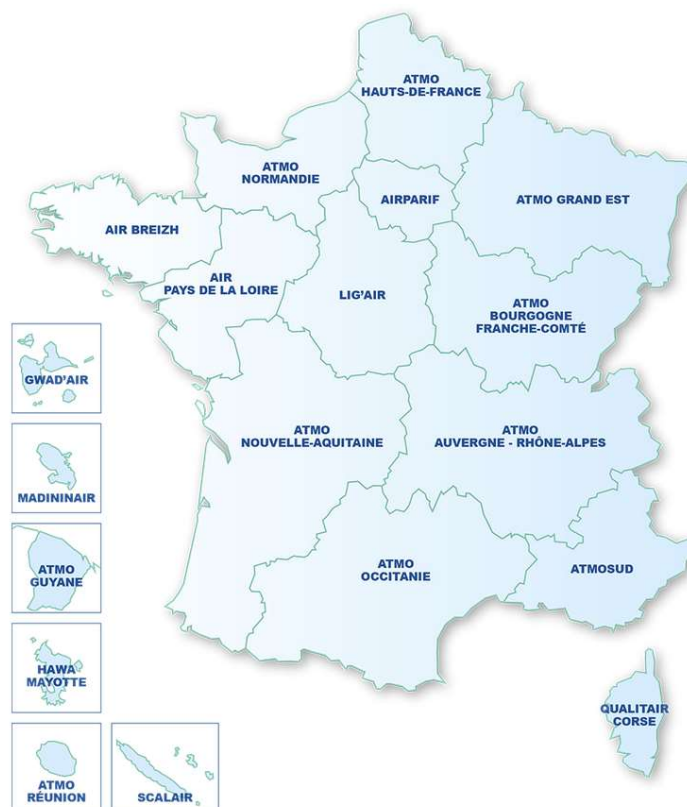 ATMO
HAUTS-DE-FRANCE
ATMO
NORMANDIE
AIRPARIF
ATMO GRAND EST
AIR BREIZH
AIR
PAYS DE LA LOIRE
LIG'AIR
ATMO
BOURGOGNE
FRANCHE-COMTÉ
GWAD'AIR
ATMO
NOUVELLE-AQUITAINE
ATMO
AUVERGNE - RHÔNE-ALPES
MADININAIR
ATMO
GUYANE
ATMO
OCCITANIE
ATMOSUD
HAWA
MAYOTTE
QUALITAIR
CORSE
ATMO
RÉUNION
SCALAIR